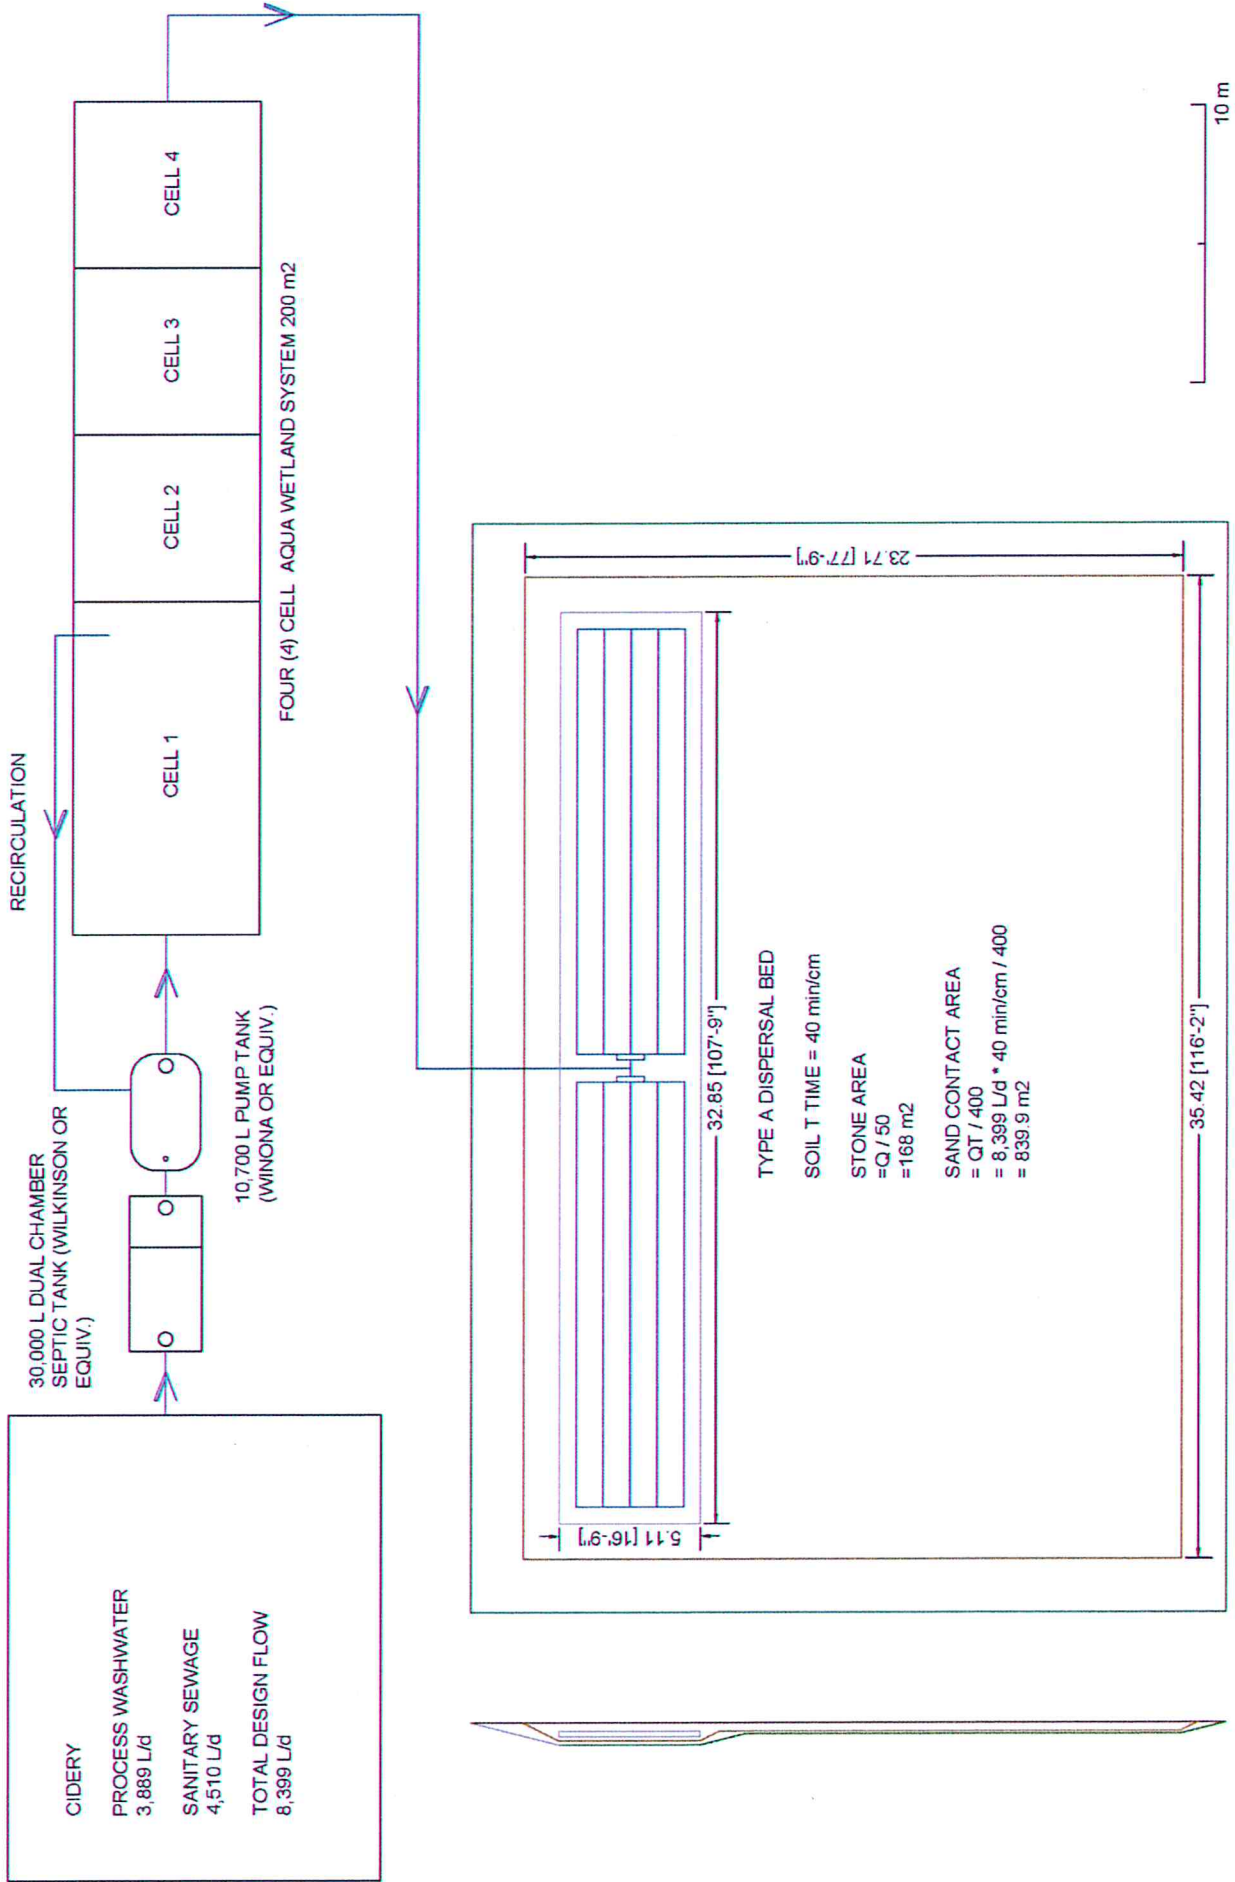 CIDERY
PROCESS WASHWATER
3,889 L/d
SANITARY SEWAGE
4,510 L/d
TOTAL DESIGN FLOW
8,399 L/d
30,000 L DUAL CHAMBER
SEPTIC TANK (WILKINSON OR
EQUIV.)
10,700 L PUMP TANK
(WINONA OR EQUIV.)
RECIRCULATION
CELL 1
CELL 2
CELL 3
CELL 4
FOUR (4) CELL AQUA WETLAND SYSTEM 200 m2
5.11 [16'-9"]
32.85 [107'-9"]
23.71 [77'-9"]
TYPE A DISPERSAL BED
SOIL T TIME = 40 min/cm
STONE AREA
=Q / 50
=168 m2
SAND CONTACT AREA
= QT / 400
= 8,399 L/d * 40 min/cm / 400
= 839.9 m2
35.42 [116'-2"]
10 m